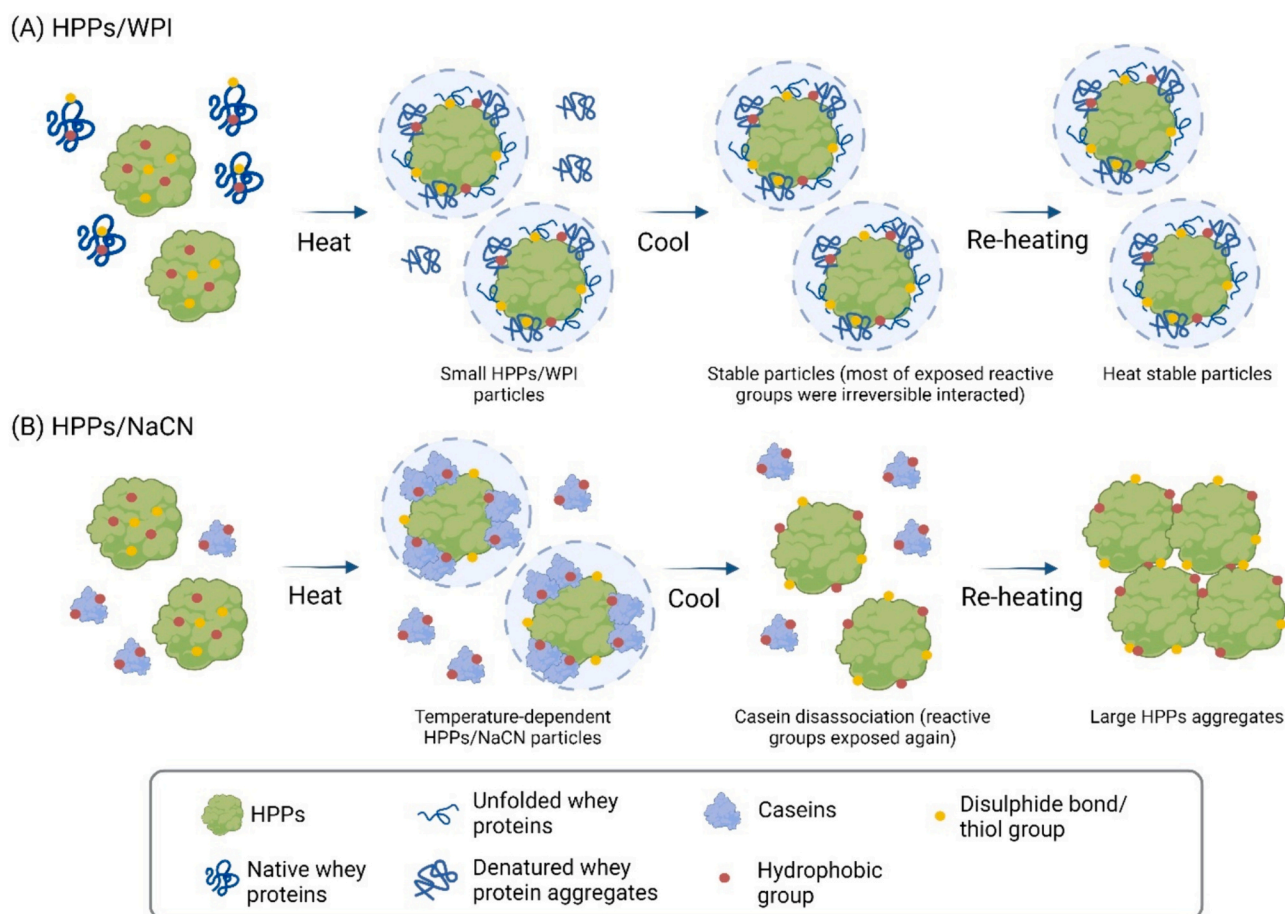 (A) HPPs/WPI
Heat
Cool
Re-heating
Small HPPs/WPI
particles
Stable particles (most of exposed reactive
groups were irreversible interacted)
Heat stable particles
(B) HPPs/NaCN
Heat
Cool
Re-heating
Temperature-dependent
HPPs/NaCN particles
Casein disassociation (reactive
groups exposed again)
Large HPPs aggregates
HPPs
Unfolded whey
proteins
Caseins
Disulphide bond/
thiol group
Native whey
proteins
Denatured whey
protein aggregates
Hydrophobic
group